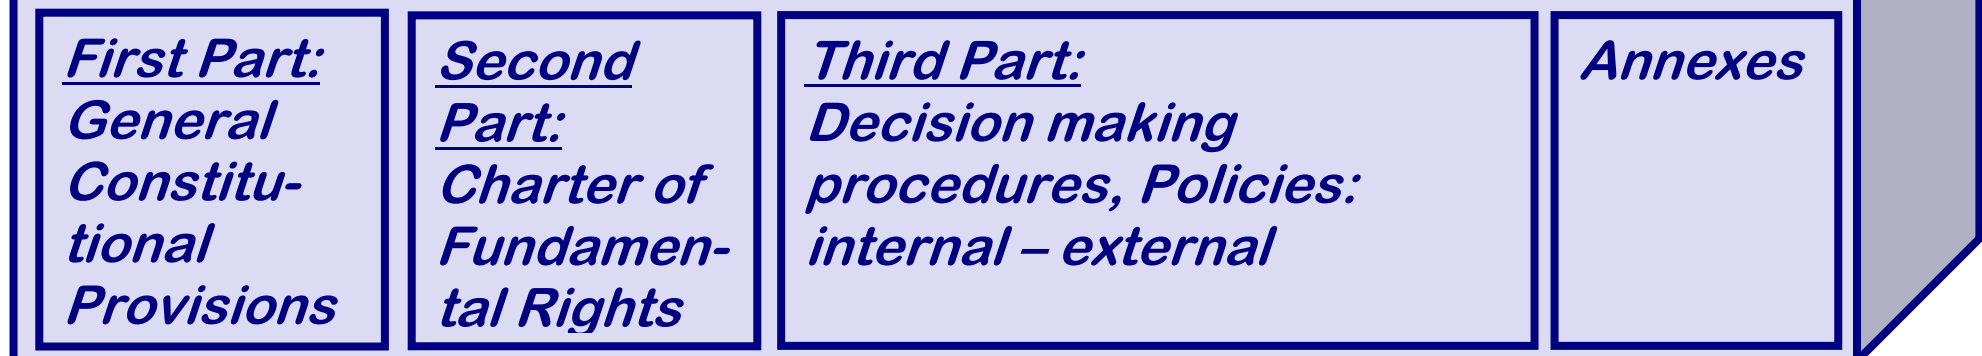 First Part:
General
Constitu-
tional
Provisions
Second
Part:
Charter of
Fundamen-
tal Rights
Third Part:
Decision making
procedures, Policies:
internal – external
Annexes